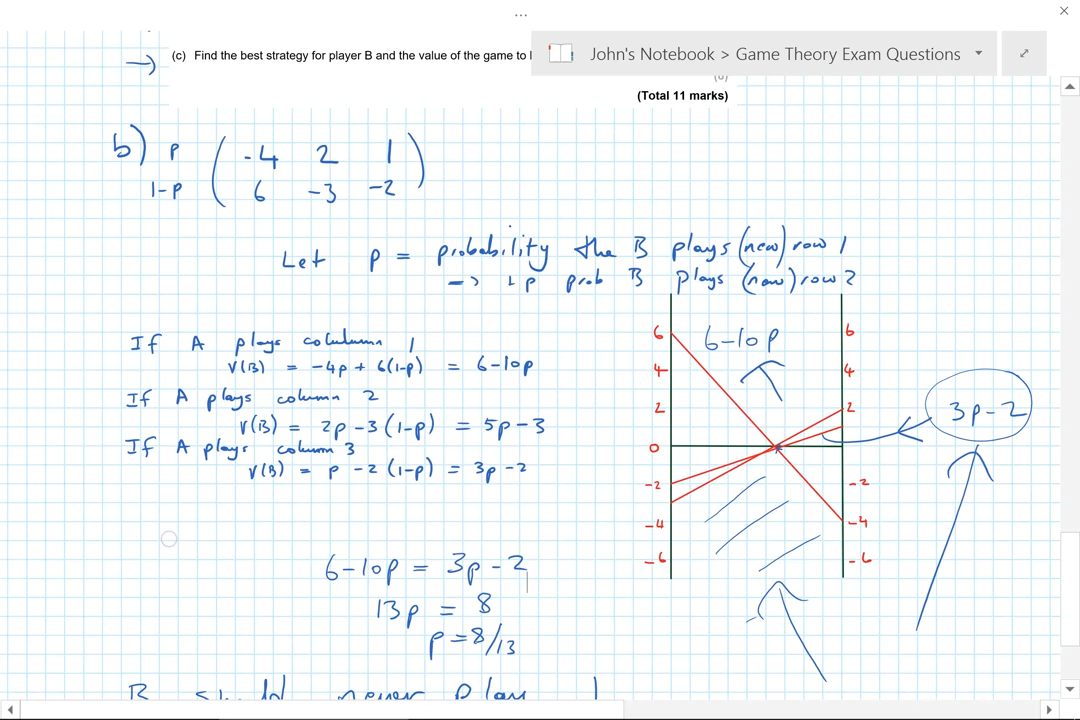 (c) Find the best strategy for player B and the value of the game to
John's Notebook > Game Theory Exam Questions
(Total 11 marks)
b) p ( -4 2 1 )
1-p ( 6 -3 -2 )
Let p = probability the B plays (new) row 1
→ 1-p prob B plays (new) row 2
If A plays coluumn 1
V(B) = -4p + 6(1-p) = 6-10p
If A plays column 2
V(B) = 2p - 3(1-p) = 5p - 3
If A plays column 3
V(B) = p - 2(1-p) = 3p - 2
6-10p = 3p - 2
13p = 8
p = 8/13
B should never play 1
6-10p
3p-2
6 6
4 4
2 2
0
-2 -2
-4 -4
-6 -6